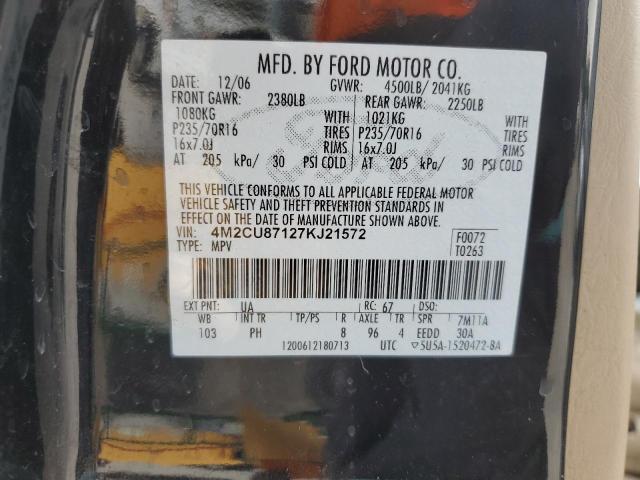 MFD. BY FORD MOTOR CO.
DATE: 12/06 GVWR: 4500LB/ 2041KG
FRONT GAWR: 2380LB REAR GAWR: 2250LB
1080KG WITH 1021KG WITH
P235/70R16 TIRES P235/70R16 TIRES
16x7.0J RIMS 16x7.0J RIMS
AT 205 kPa/ 30 PSI COLD AT 205 kPa/ 30 PSI COLD
THIS VEHICLE CONFORMS TO ALL APPLICABLE FEDERAL MOTOR
VEHICLE SAFETY AND THEFT PREVENTION STANDARDS IN
EFFECT ON THE DATE OF MANUFACTURE SHOWN ABOVE.
VIN: 4M2CU87127KJ21572 F0072
TYPE: MPV T0263
EXT PNT: UA RC: 67 DSO:
WB INT TR TP/PS R AXLE TR SPR 7M11A
103 PH 8 96 4 EEDD 30A
1200612180713 UTC ▽5U5A-1520472-BA